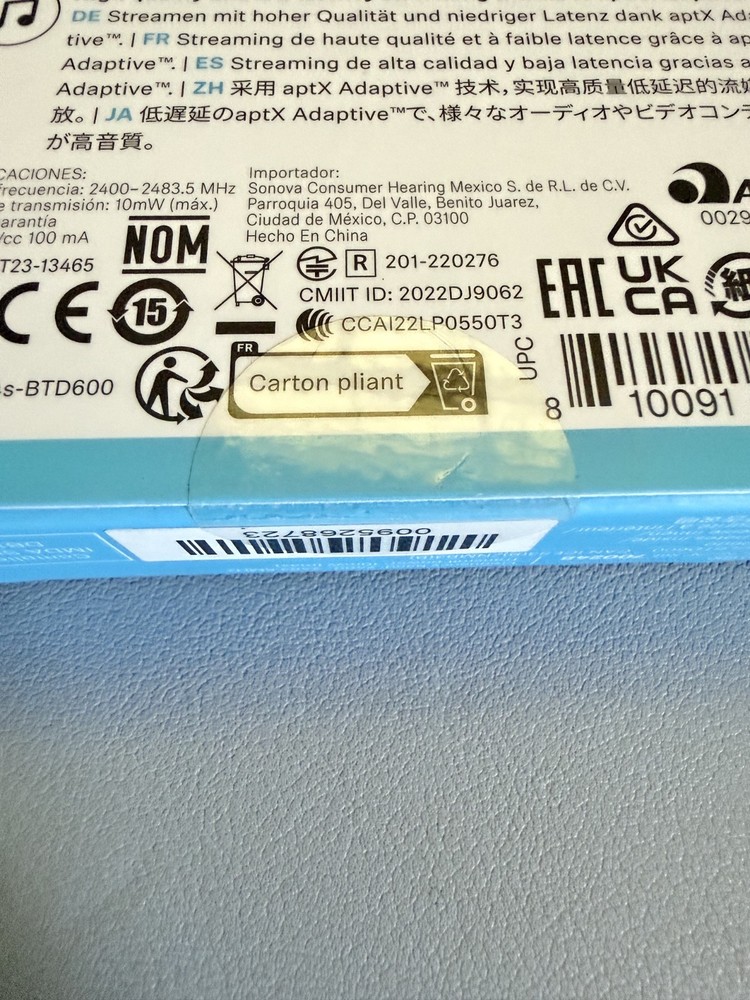 DE Streamen mit hoher Qualität und niedriger Latenz dank aptX Ada
tive™. | FR Streaming de haute qualité et à faible latence grâce à ap
Adaptive™. | ES Streaming de alta calidad y baja latencia gracias a
Adaptive™. | ZH 采用 aptX Adaptive™ 技术，实现高质量低延迟的流媒
放。 | JA 低遅延のaptX Adaptive™で、様々なオーディオやビデオコンテ
が高音質。
CACIONES:
frecuencia: 2400–2483.5 MHz
e transmisión: 10mW (máx.)
arantía
/cc 100 mA
T23-13465
Importador:
Sonova Consumer Hearing Mexico S. de R.L. de C.V.
Parroquia 405, Del Valle, Benito Juarez,
Ciudad de México, C.P. 03100
Hecho En China
NOM
R 201-220276
CMIIT ID: 2022DJ9062
CCAI22LP0550T3
0029
CE
15
EAC
UK
CA
紙
s-BTD600
FR
Carton pliant
UPC
8 10091
0095268723